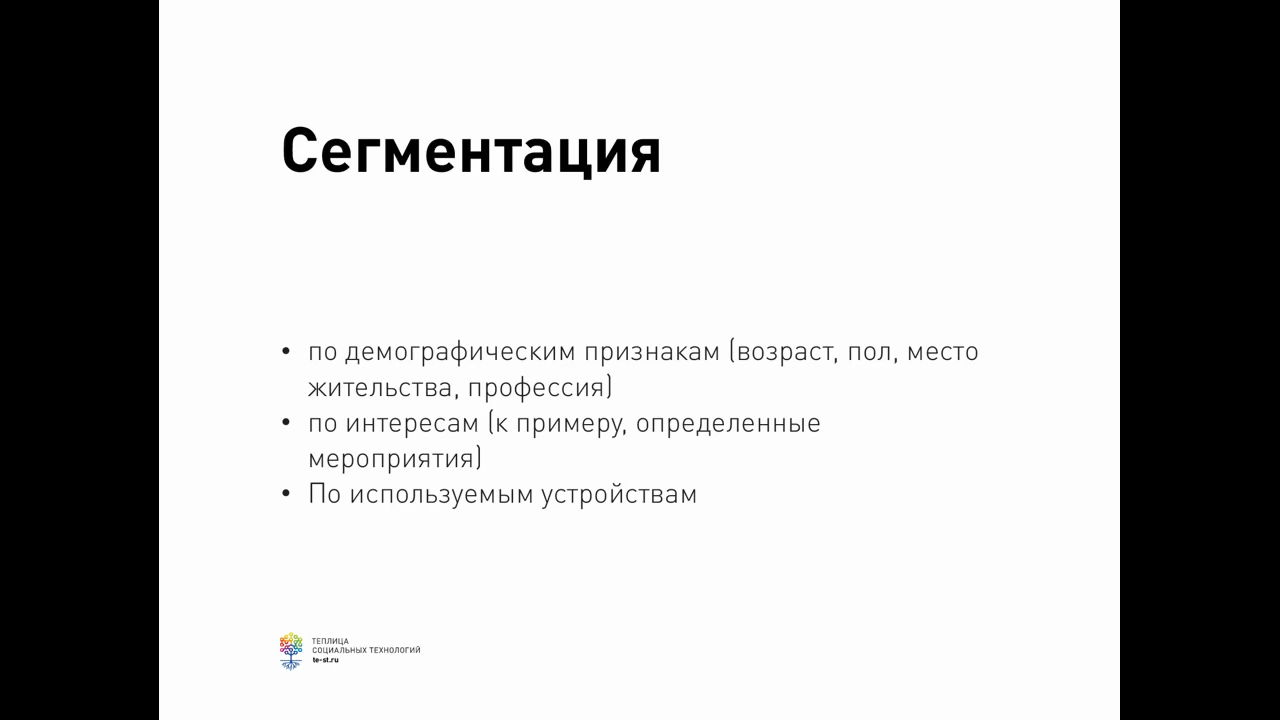 Сегментация
• по демографическим признакам (возраст, пол, место
жительства, профессия)
• по интересам (к примеру, определенные
мероприятия)
• По используемым устройствам
ТЕПЛИЦА
СОЦИАЛЬНЫХ ТЕХНОЛОГИЙ
te-st.ru